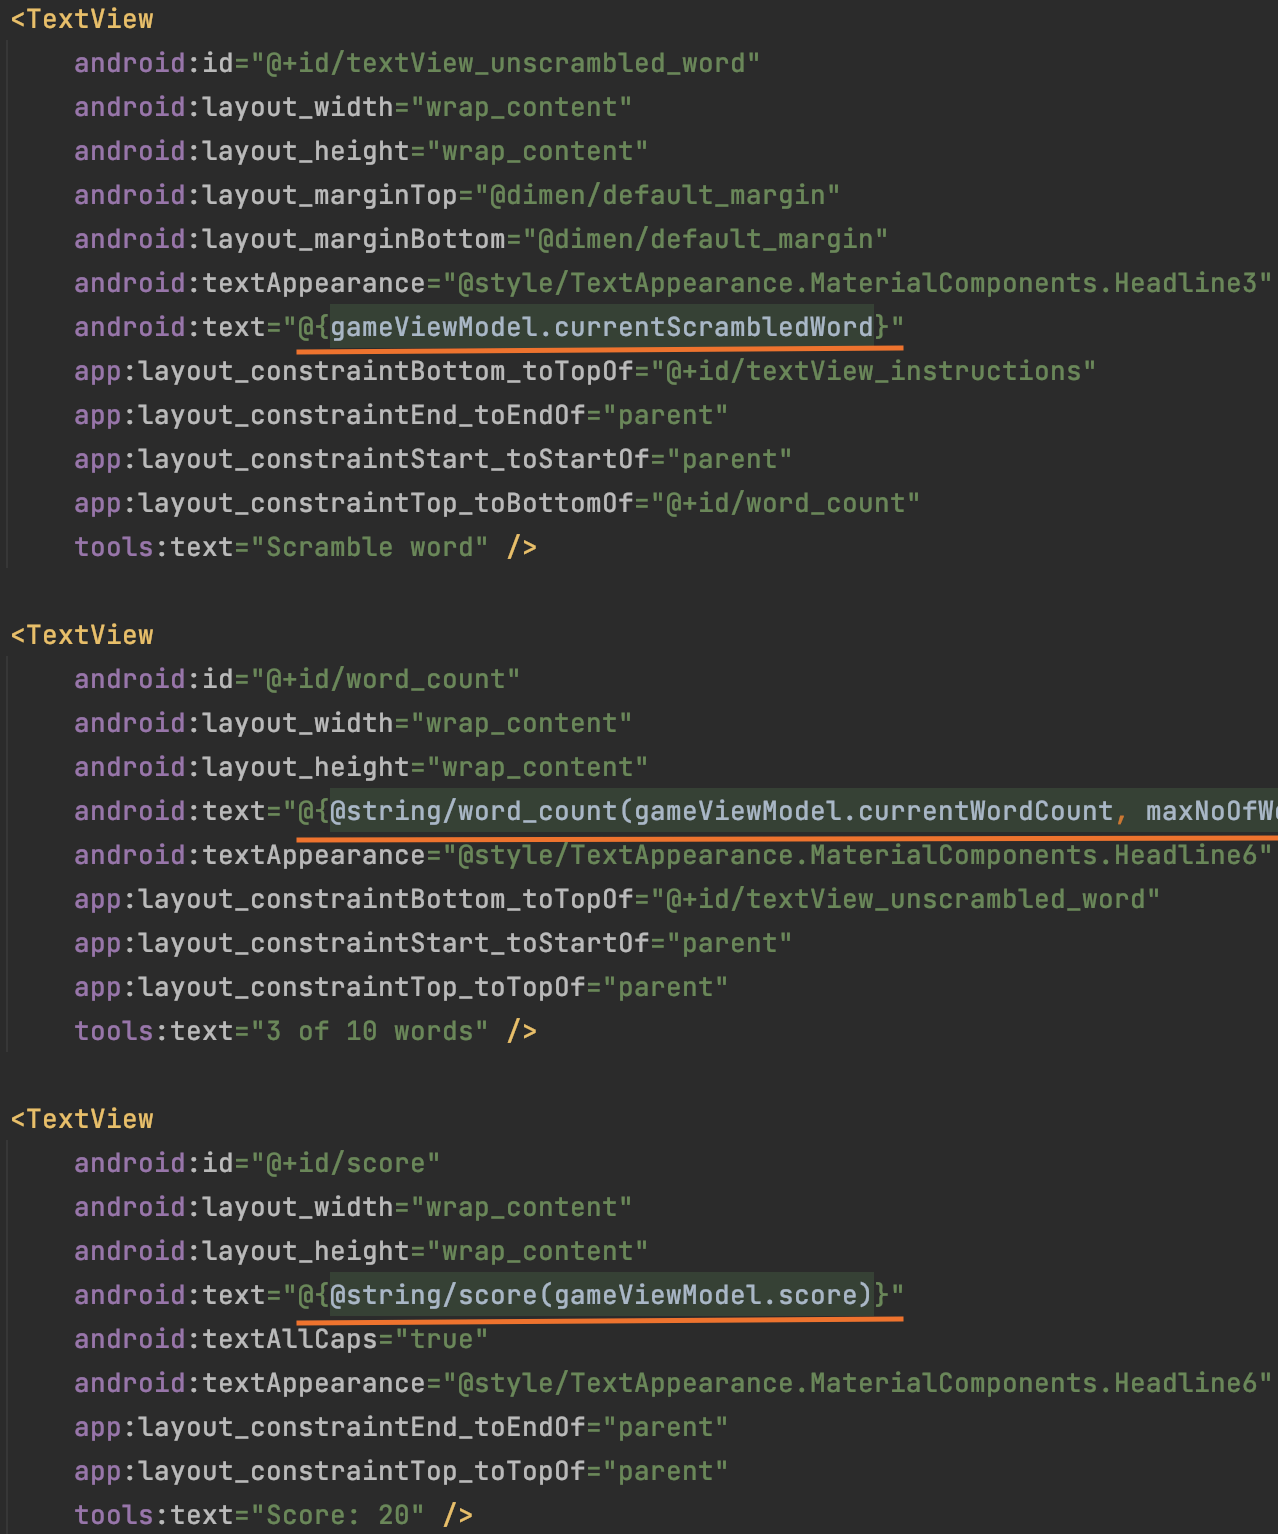 <TextView
android:id="@+id/textView_unscrambled_word"
android:layout_width="wrap_content"
android:layout_height="wrap_content"
android:layout_marginTop="@dimen/default_margin"
android:layout_marginBottom="@dimen/default_margin"
android:textAppearance="@style/TextAppearance.MaterialComponents.Headline3"
android:text="@{gameViewModel.currentScrambledWord}"
app:layout_constraintBottom_toTopOf="@+id/textView_instructions"
app:layout_constraintEnd_toEndOf="parent"
app:layout_constraintStart_toStartOf="parent"
app:layout_constraintTop_toBottomOf="@+id/word_count"
tools:text="Scramble word" />
<TextView
android:id="@+id/word_count"
android:layout_width="wrap_content"
android:layout_height="wrap_content"
android:text="@{@string/word_count(gameViewModel.currentWordCount, maxNoOfW
android:textAppearance="@style/TextAppearance.MaterialComponents.Headline6"
app:layout_constraintBottom_toTopOf="@+id/textView_unscrambled_word"
app:layout_constraintStart_toStartOf="parent"
app:layout_constraintTop_toTopOf="parent"
tools:text="3 of 10 words" />
<TextView
android:id="@+id/score"
android:layout_width="wrap_content"
android:layout_height="wrap_content"
android:text="@{@string/score(gameViewModel.score)}"
android:textAllCaps="true"
android:textAppearance="@style/TextAppearance.MaterialComponents.Headline6"
app:layout_constraintEnd_toEndOf="parent"
app:layout_constraintTop_toTopOf="parent"
tools:text="Score: 20" />